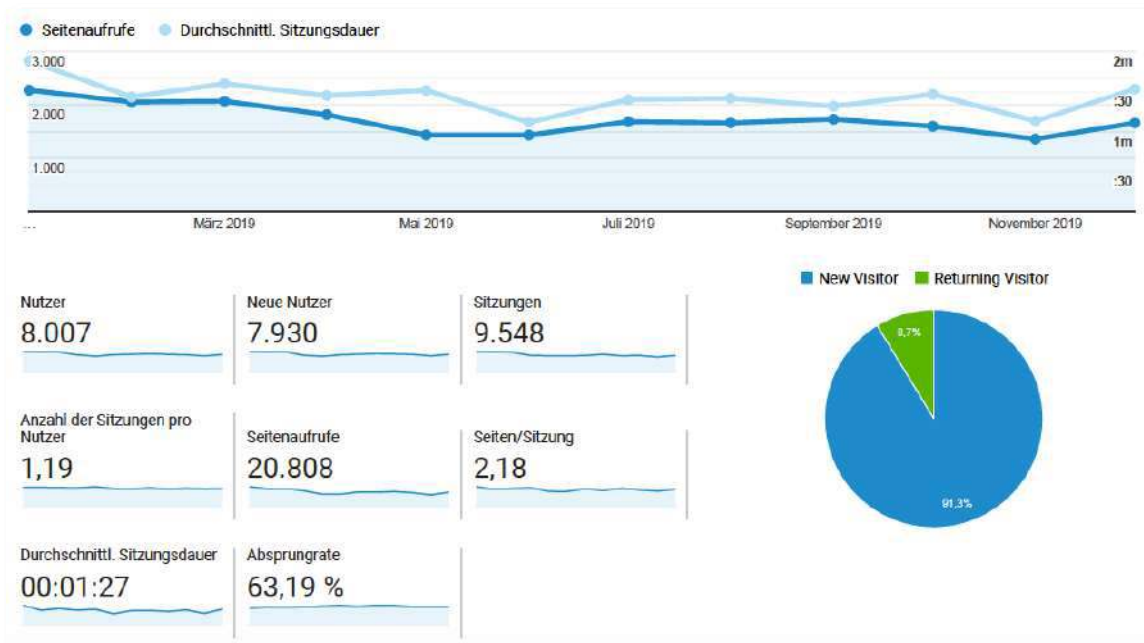 Seitenaufrufe Durchschnittl. Sitzungsdauer
3.000 2m
2.000 :30
1m
1.000 :30
... März 2019 Mai 2019 Juli 2019 September 2019 November 2019
New Visitor Returning Visitor
Nutzer Neue Nutzer Sitzungen
8.007 7.930 9.548
8,7%
Anzahl der Sitzungen pro
Nutzer Seitenaufrufe Seiten/Sitzung
1,19 20.808 2,18
91,3%
Durchschnittl. Sitzungsdauer Absprungrate
00:01:27 63,19 %